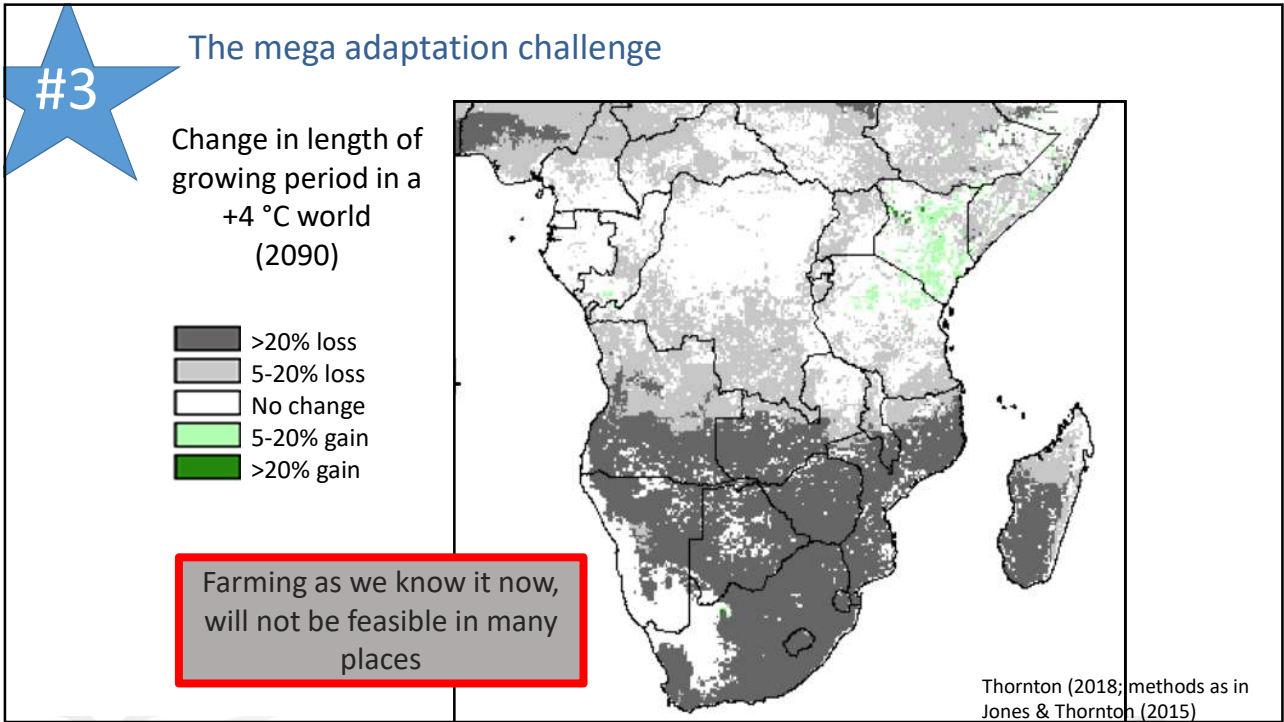 #3
The mega adaptation challenge
Change in length of
growing period in a
+4 °C world
(2090)
>20% loss
5-20% loss
No change
5-20% gain
>20% gain
Farming as we know it now,
will not be feasible in many
places
Thornton (2018; methods as in
Jones & Thornton (2015)